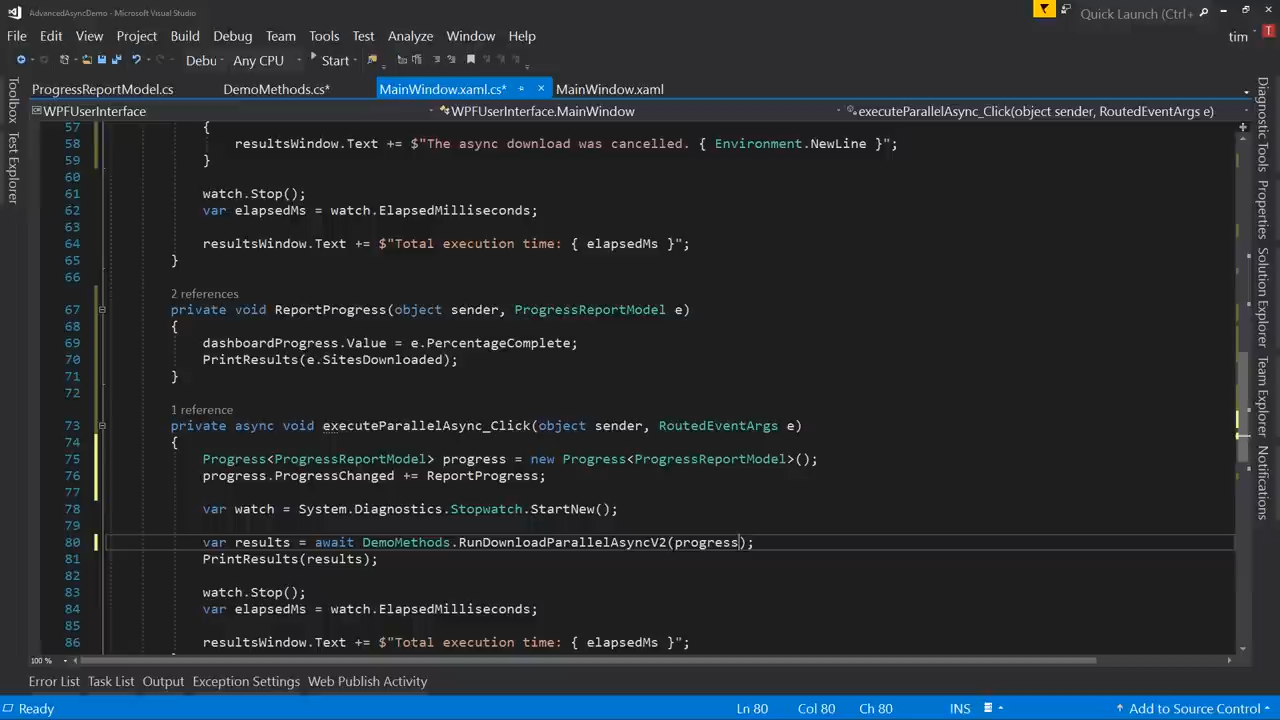 AdvancedAsyncDemo - Microsoft Visual Studio
Quick Launch (Ctrl+
File Edit View Project Build Debug Team Tools Test Analyze Window Help
tim T
Debu Any CPU Start
ProgressReportModel.cs DemoMethods.cs* MainWindow.xaml.cs* MainWindow.xaml
WPFUserInterface WPFUserInterface.MainWindow executeParallelAsync_Click(object sender, RoutedEventArgs e)
57 {
58 resultsWindow.Text += $"The async download was cancelled. { Environment.NewLine }";
59 }
60
61 watch.Stop();
62 var elapsedMs = watch.ElapsedMilliseconds;
63
64 resultsWindow.Text += $"Total execution time: { elapsedMs }";
65 }
66
2 references
67 private void ReportProgress(object sender, ProgressReportModel e)
68 {
69 dashboardProgress.Value = e.PercentageComplete;
70 PrintResults(e.SitesDownloaded);
71 }
72
1 reference
73 private async void executeParallelAsync_Click(object sender, RoutedEventArgs e)
74 {
75 Progress<ProgressReportModel> progress = new Progress<ProgressReportModel>();
76 progress.ProgressChanged += ReportProgress;
77
78 var watch = System.Diagnostics.Stopwatch.StartNew();
79
80 var results = await DemoMethods.RunDownloadParallelAsyncV2(progress);
81 PrintResults(results);
82
83 watch.Stop();
84 var elapsedMs = watch.ElapsedMilliseconds;
85
86 resultsWindow.Text += $"Total execution time: { elapsedMs }";
100 %
Toolbox
Test Explorer
Diagnostic Tools
Properties
Solution Explorer
Team Explorer
Notifications
Error List Task List Output Exception Settings Web Publish Activity
Ready Ln 80 Col 80 Ch 80 INS Add to Source Control